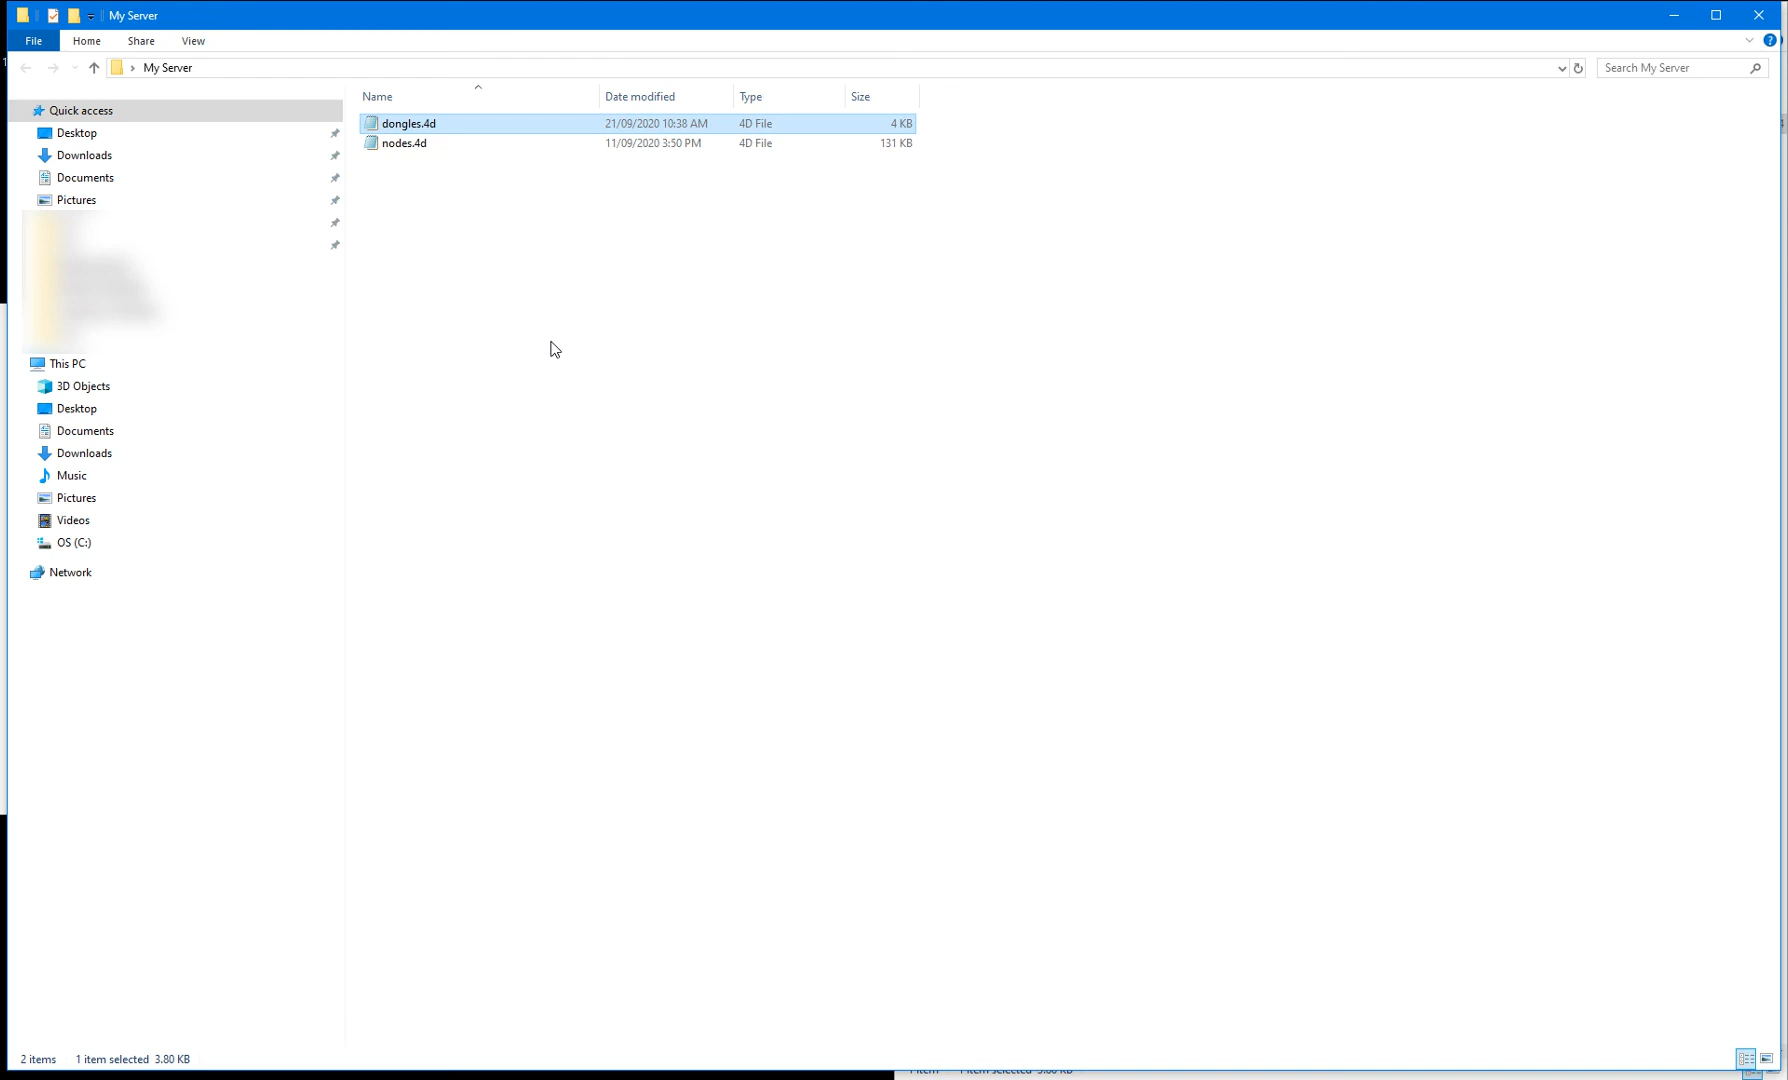 My Server
File Home Share View
My Server
Search My Server
Name Date modified Type Size
Quick access
dongles.4d 21/09/2020 10:38 AM 4D File 4 KB
Desktop
nodes.4d 11/09/2020 3:50 PM 4D File 131 KB
Downloads
Documents
Pictures
This PC
3D Objects
Desktop
Documents
Downloads
Music
Pictures
Videos
OS (C:)
Network
2 items 1 item selected 3.80 KB